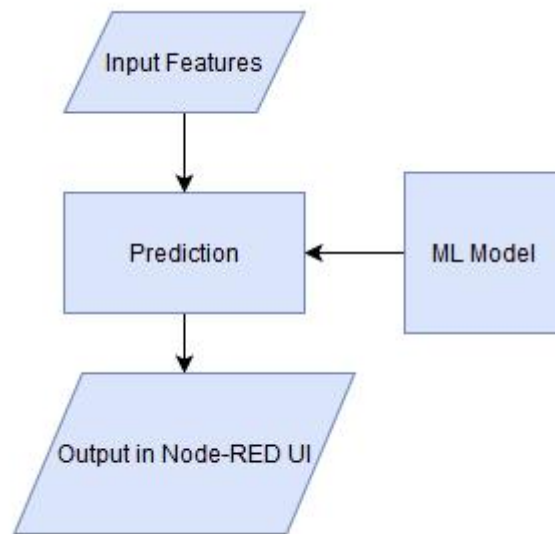 Input Features
Prediction
ML Model
Output in Node-RED UI